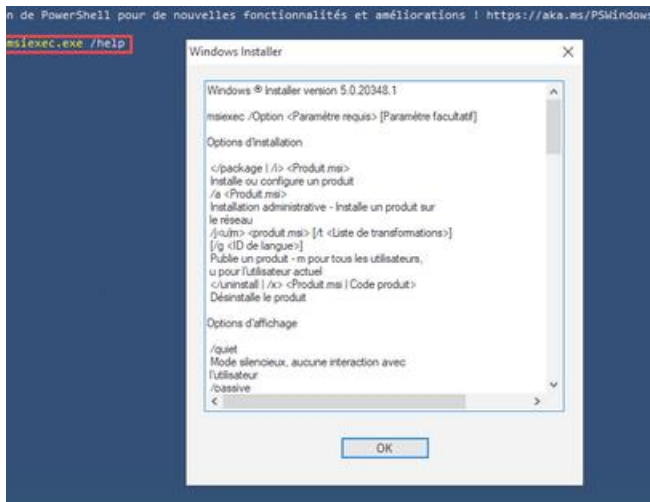 n de PowerShell pour de nouvelles fonctionnalités et améliorations ! https://aka.ms/PSWindows
msiexec.exe /help
Windows Installer
Windows ® Installer version 5.0.20348.1
msiexec /Option <Paramètre requis> [Paramètre facultatif]
Options d'installation
</package | /i> <Produit.msi>
Installe ou configure un produit
/a <Produit.msi>
Installation administrative - Installe un produit sur
le réseau
/j<u|m> <produit.msi> [/t <Liste de transformations>]
[/g <ID de langue>]
Publie un produit - m pour tous les utilisateurs,
u pour l'utilisateur actuel
</uninstall | /x> <Produit.msi | Code produit>
Désinstalle le produit
Options d'affichage
/quiet
Mode silencieux, aucune interaction avec
l'utilisateur
/passive
OK